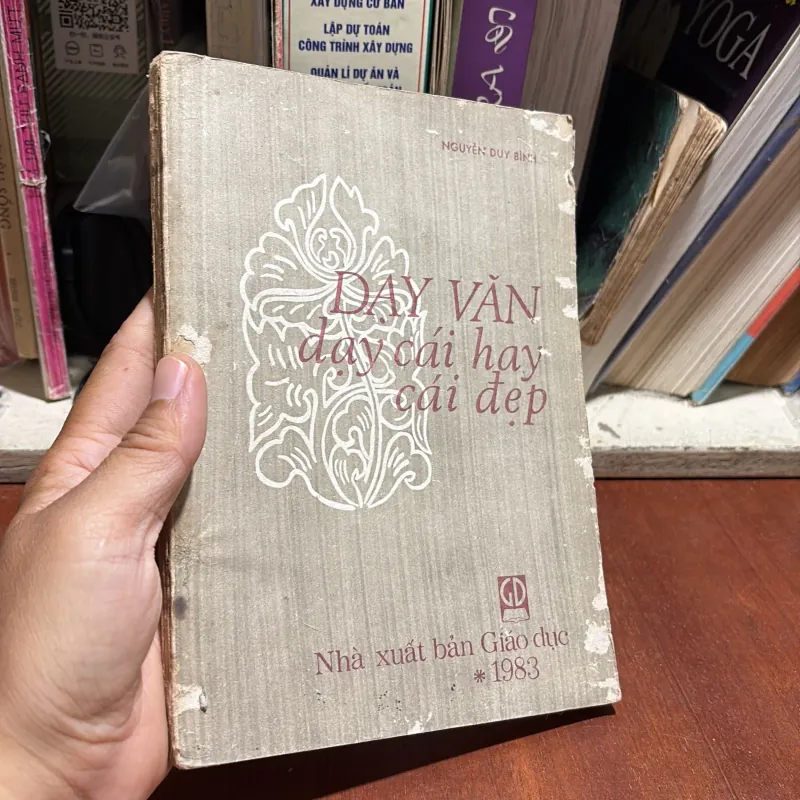 XÂY DỰNG CƠ BẢN
LẬP DỰ TOÁN
CÔNG TRÌNH XÂY DỰNG
QUẢN LÍ DỰ ÁN VÀ
YOGA
NGUYỄN DUY BÌNH
DẠY VĂN
dạy cái hay
cái đẹp
GD
Nhà xuất bản Giáo dục
* 1983